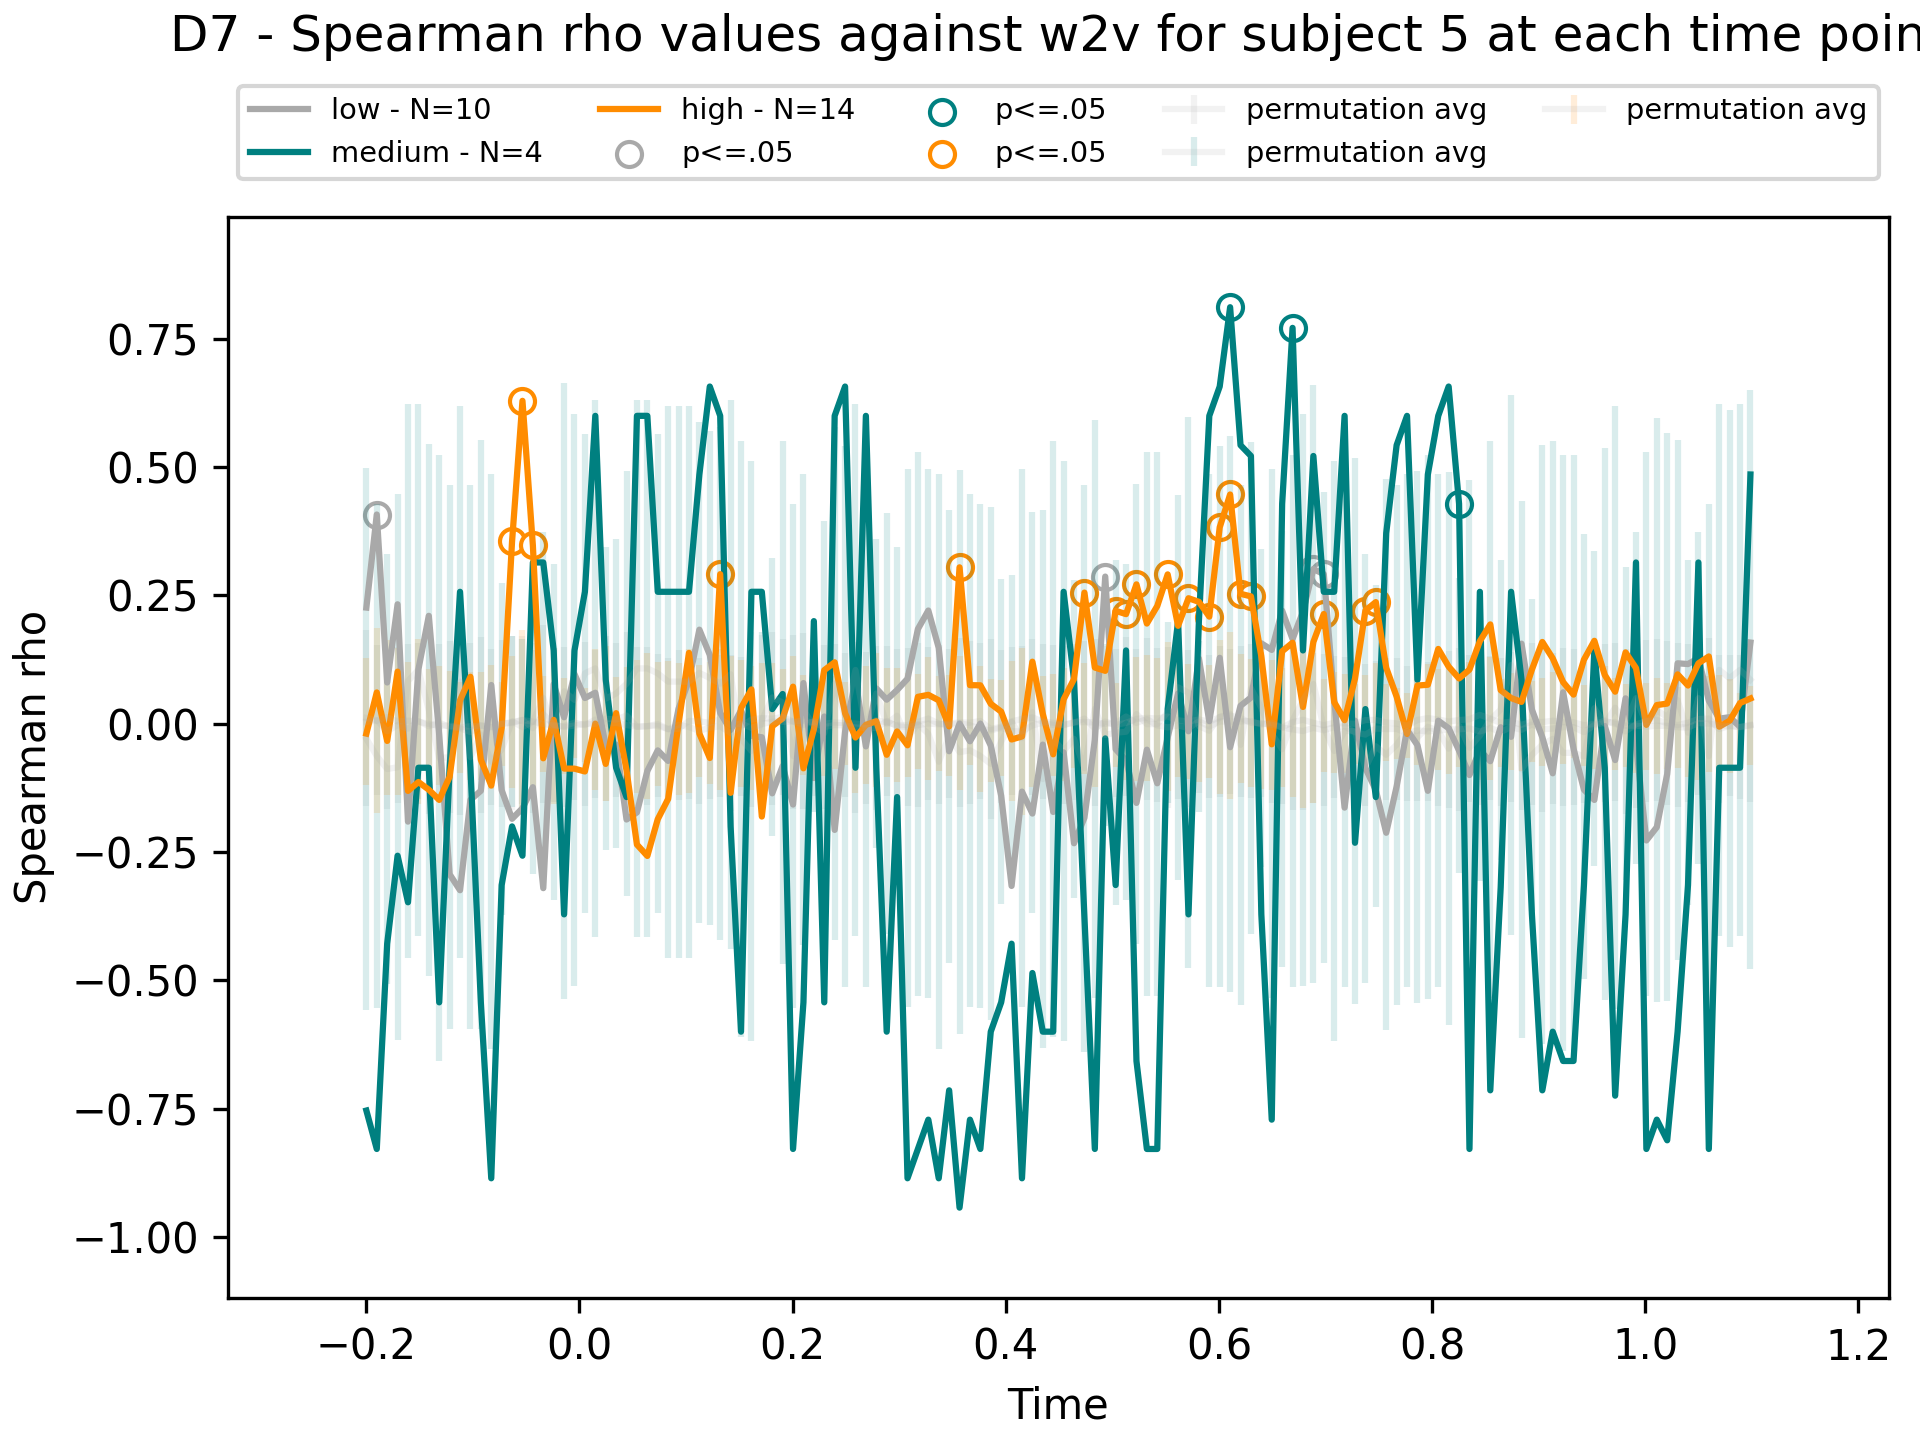 D7 - Spearman rho values against w2v for subject 5 at each time poin
low - N=10
medium - N=4
high - N=14
p<=.05
p<=.05
p<=.05
permutation avg
permutation avg
permutation avg
Spearman rho
0.75
0.50
0.25
0.00
−0.25
−0.50
−0.75
−1.00
−0.2 0.0 0.2 0.4 0.6 0.8 1.0 1.2
Time